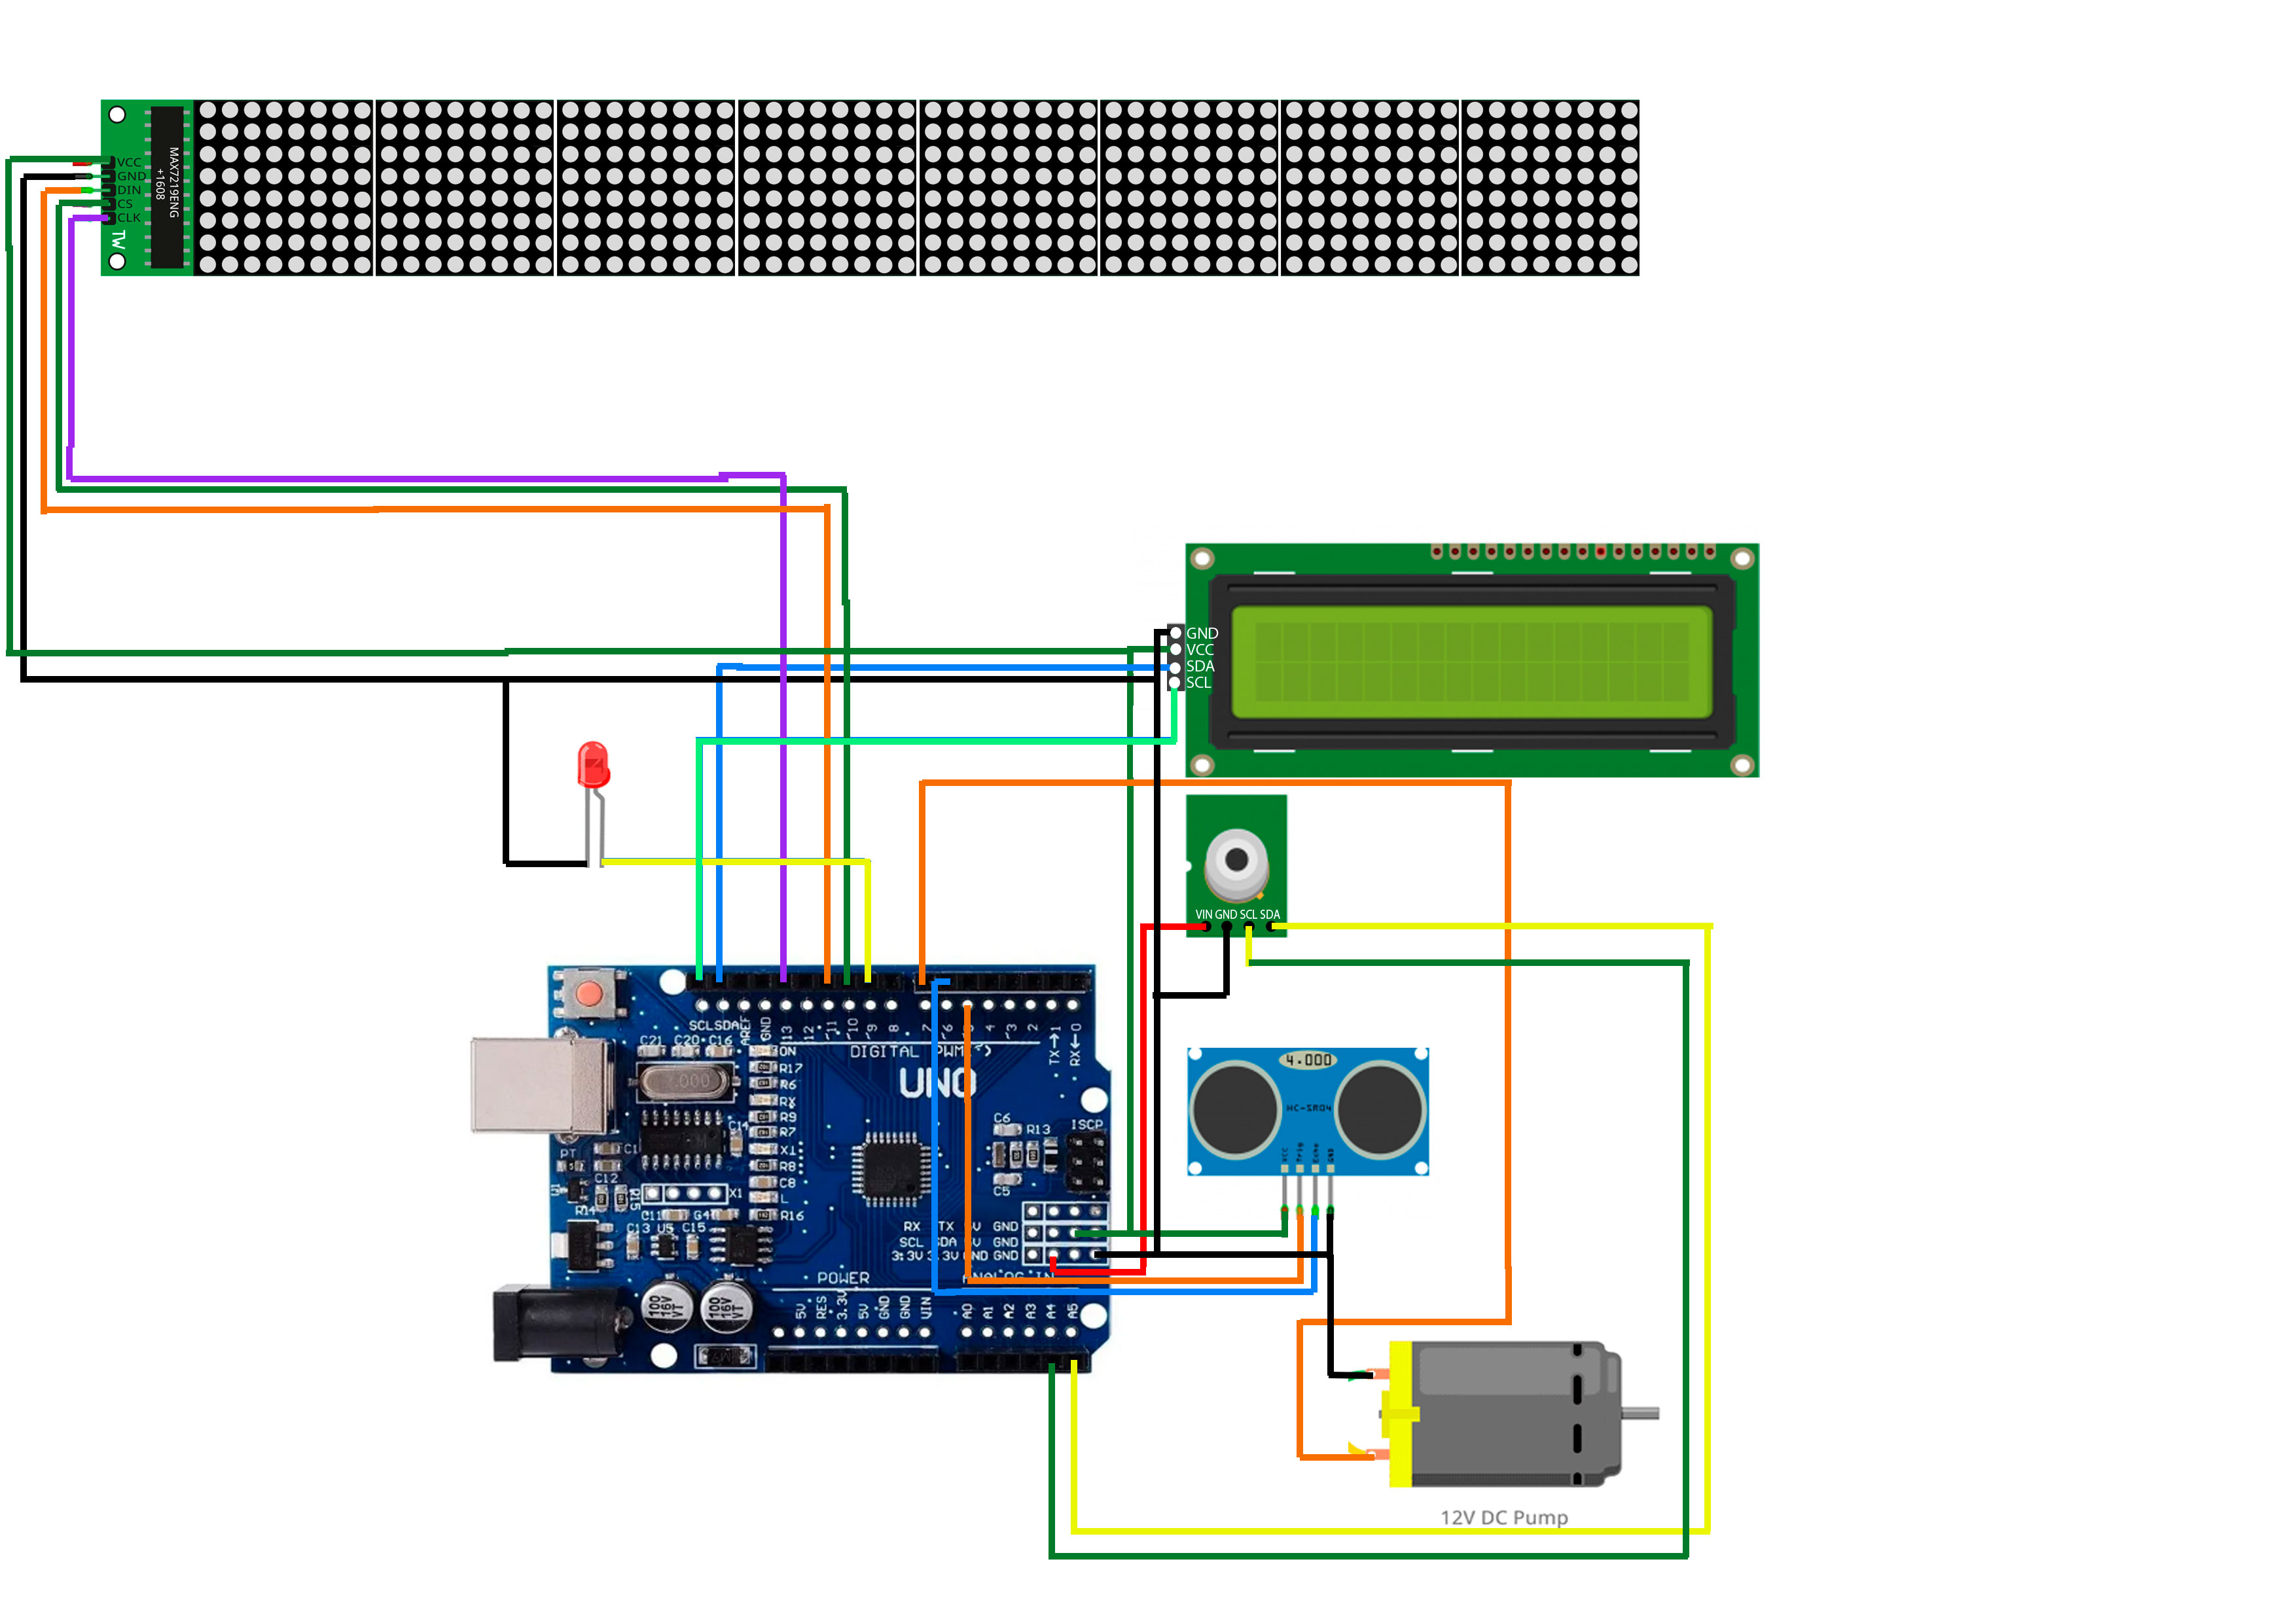 VCC
GND
DIN
CS
CLK
MAX7219ENG
+1608
TW
GND
VCC
SDA
SCL
VIN GND SCL SDA
SCL SDA AREF GND 13 12 ~11 ~10 ~9 8 7 ~6 4 ~3 2 TX→1 RX←0
C21 C20 C16
ON
DIGITAL PWM(~)
R17
R6
UNO
RX
R9
R7
C14
TX
R8
C8
L
R16
C6
R13
ISCP
C5
PT
C1
C12
R15
R14
X1
C11 G4
C13 U5 C15
RX TX 5V GND
SCL SDA 5V GND
3.3V 3.3V GND GND
POWER
ANALOG IN
5V RES 3.3V 5V GND GND VIN A0 A1 A2 A3 A4 A5
100 16V VT
100 16V VT
4.000
HC-SR04
VCC Trig Echo GND
12V DC Pump